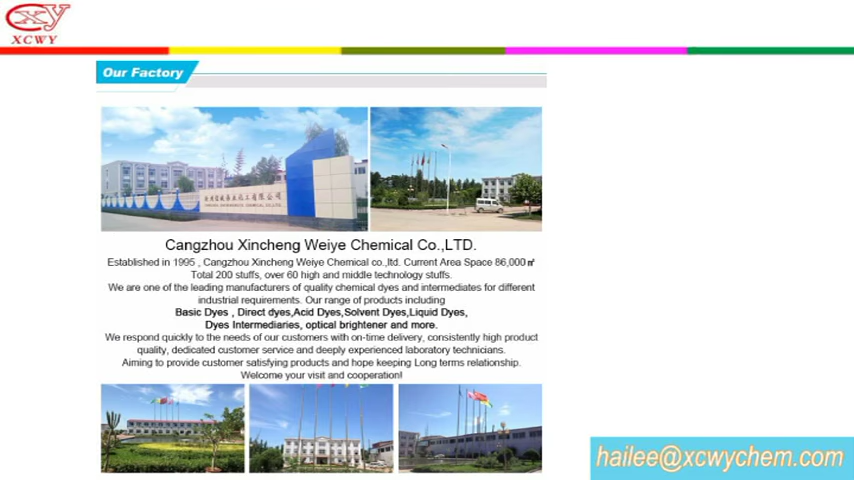 XCWY
Our Factory
Cangzhou Xincheng Weiye Chemical Co.,LTD.
Established in 1995 , Cangzhou Xincheng Weiye Chemical co.,ltd. Current Area Space 86,000㎡
Total 200 stuffs, over 60 high and middle technology stuffs.
We are one of the leading manufacturers of quality chemical dyes and intermediates for different
industrial requirements. Our range of products including
Basic Dyes , Direct dyes,Acid Dyes,Solvent Dyes,Liquid Dyes,
Dyes Intermediaries, optical brightener and more.
We respond quickly to the needs of our customers with on-time delivery, consistently high product
quality, dedicated customer service and deeply experienced laboratory technicians.
Aiming to provide customer satisfying products and hope keeping Long terms relationship.
Welcome your visit and cooperation!
hailee@xcwychem.com